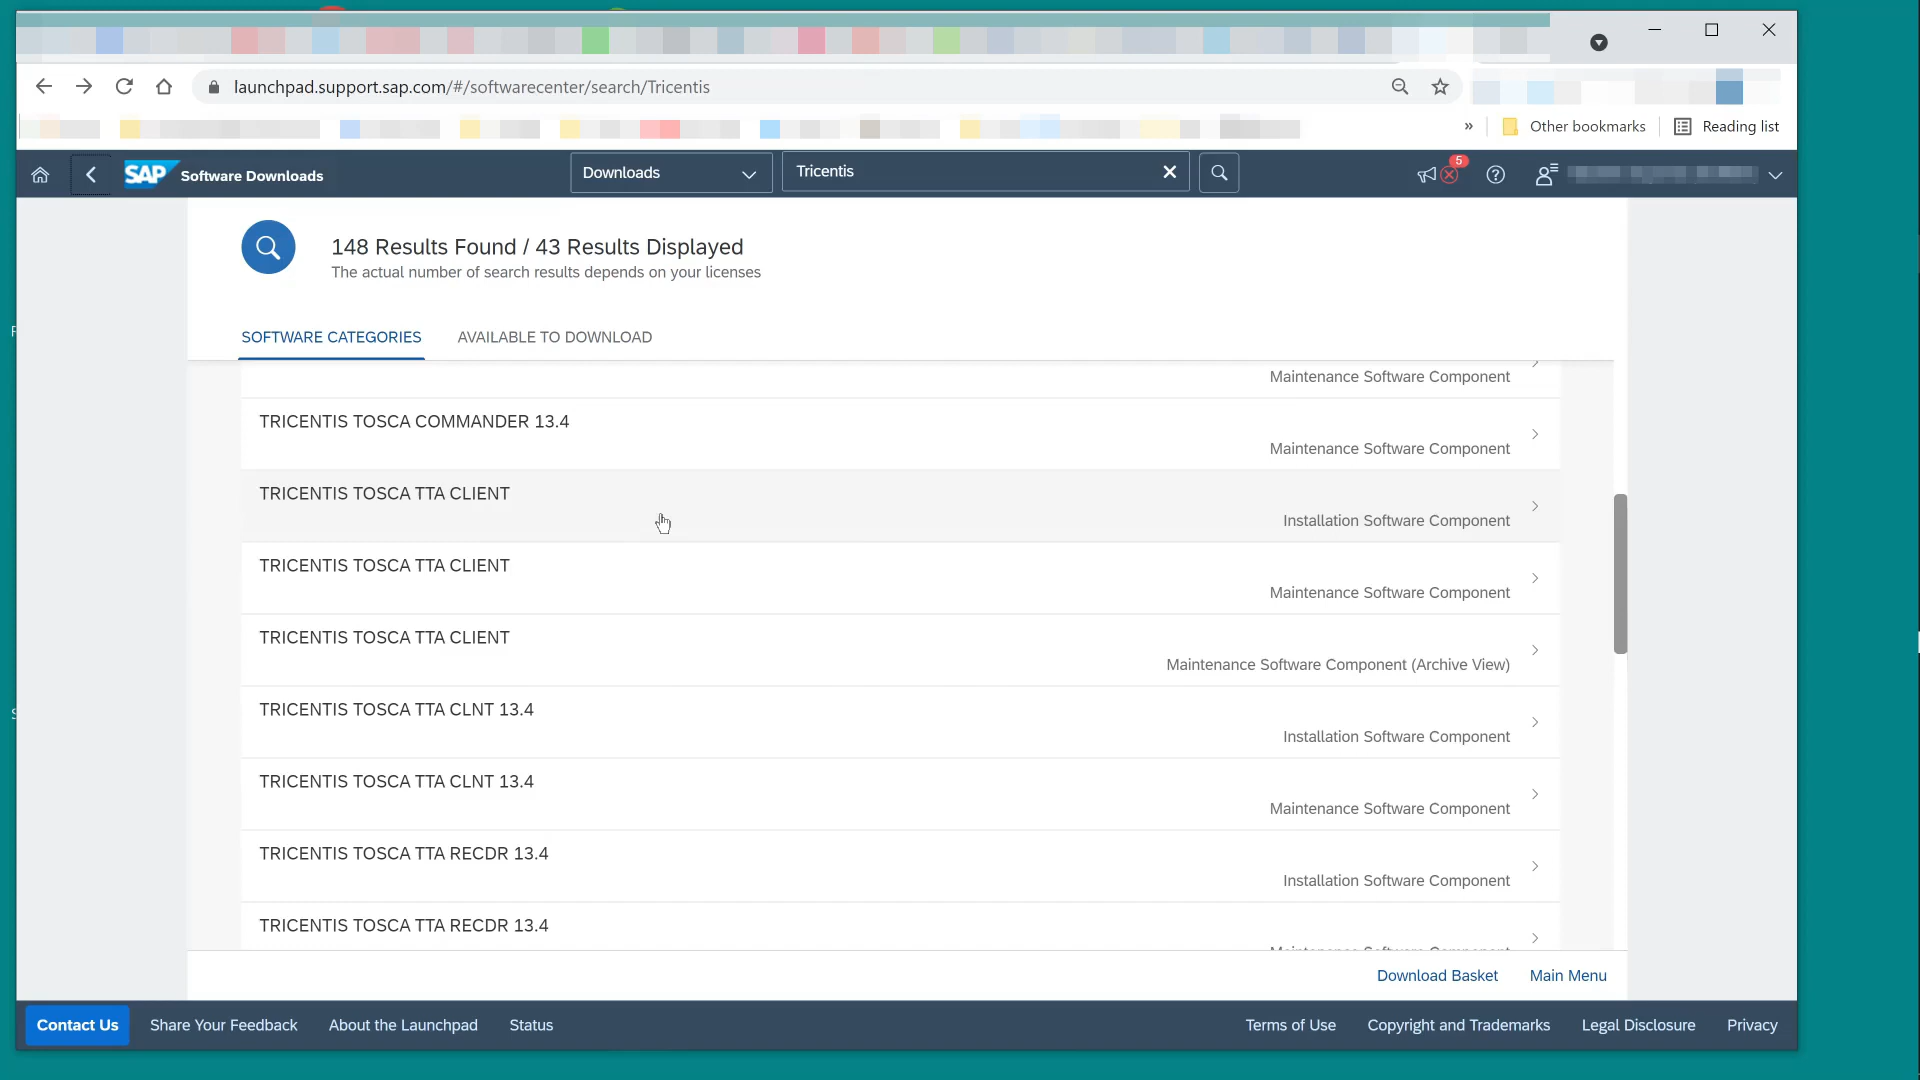 launchpad.support.sap.com/#/softwarecenter/search/Tricentis
»
Other bookmarks
Reading list
SAP
Software Downloads
Downloads
Tricentis
5
148 Results Found / 43 Results Displayed
The actual number of search results depends on your licenses
SOFTWARE CATEGORIES
AVAILABLE TO DOWNLOAD
Maintenance Software Component
TRICENTIS TOSCA COMMANDER 13.4
Maintenance Software Component
TRICENTIS TOSCA TTA CLIENT
Installation Software Component
TRICENTIS TOSCA TTA CLIENT
Maintenance Software Component
TRICENTIS TOSCA TTA CLIENT
Maintenance Software Component (Archive View)
TRICENTIS TOSCA TTA CLNT 13.4
Installation Software Component
TRICENTIS TOSCA TTA CLNT 13.4
Maintenance Software Component
TRICENTIS TOSCA TTA RECDR 13.4
Installation Software Component
TRICENTIS TOSCA TTA RECDR 13.4
Maintenance Software Component
Download Basket
Main Menu
Contact Us
Share Your Feedback
About the Launchpad
Status
Terms of Use
Copyright and Trademarks
Legal Disclosure
Privacy